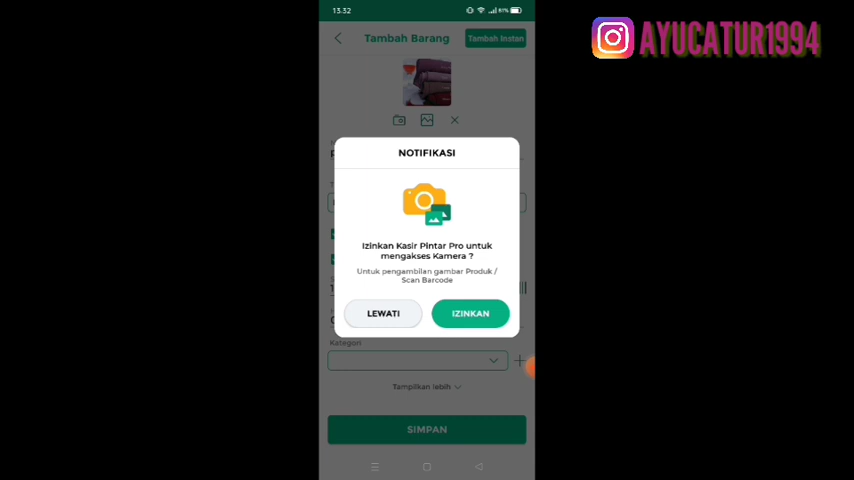 13.32
61%
AYUCATUR1994
Tambah Barang
Tambah Instan
NOTIFIKASI
Izinkan Kasir Pintar Pro untuk
mengakses Kamera ?
Untuk pengambilan gambar Produk /
Scan Barcode
LEWATI
IZINKAN
Kategori
Tampilkan lebih
SIMPAN